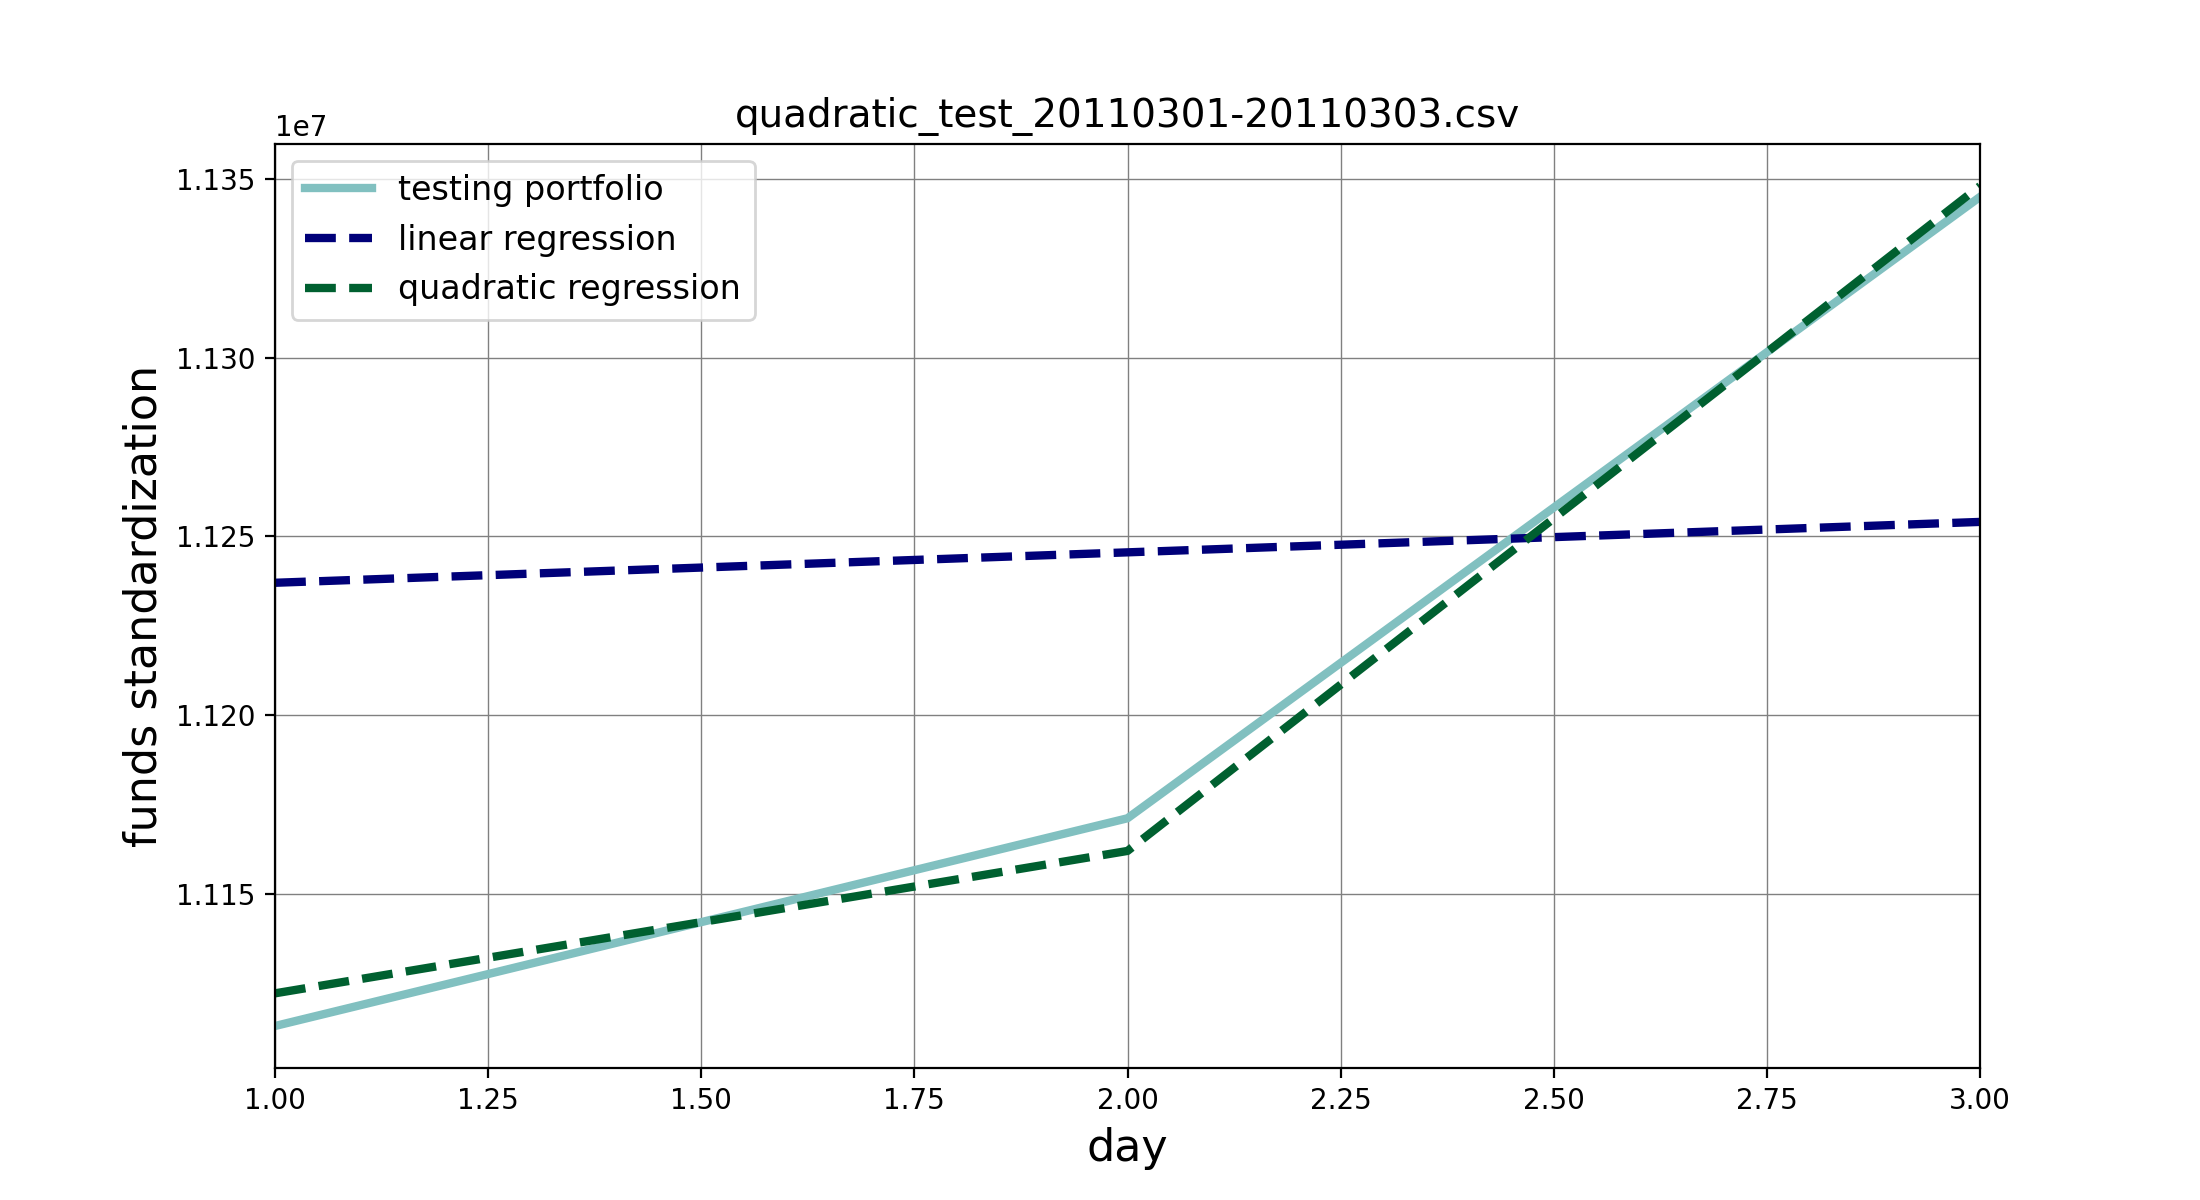 quadratic_test_20110301-20110303.csv
1e7
testing portfolio
linear regression
quadratic regression
funds standardization
1.135
1.130
1.125
1.120
1.115
1.00 1.25 1.50 1.75 2.00 2.25 2.50 2.75 3.00
day